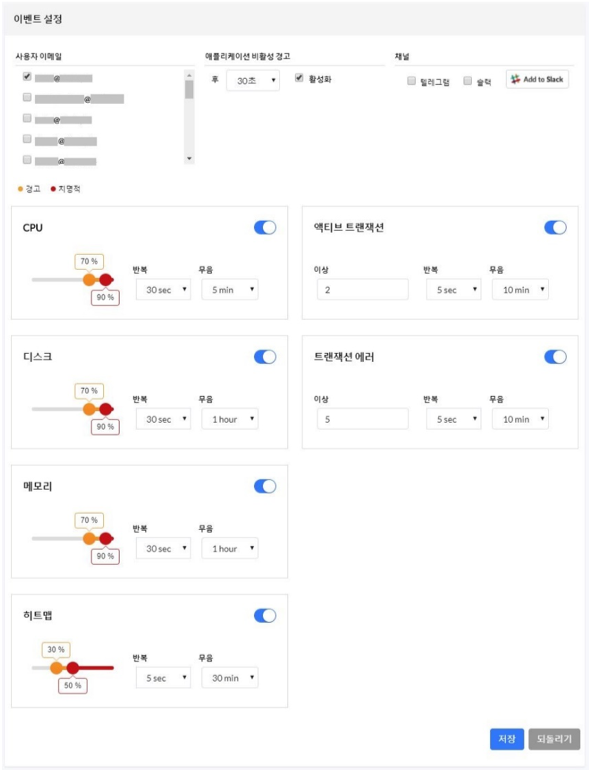 이벤트 설정
사용자 이메일
애플리케이션 비활성 경고
채널
@
@
@
@
@
후
30초
활성화
텔레그램
슬랙
Add to Slack
경고
치명적
CPU
70 %
90 %
반복
무음
30 sec
5 min
액티브 트랜잭션
이상
반복
무음
2
5 sec
10 min
디스크
70 %
90 %
반복
무음
30 sec
1 hour
트랜잭션 에러
이상
반복
무음
5
5 sec
10 min
메모리
70 %
90 %
반복
무음
30 sec
1 hour
히트맵
30 %
50 %
반복
무음
5 sec
30 min
저장
되돌리기